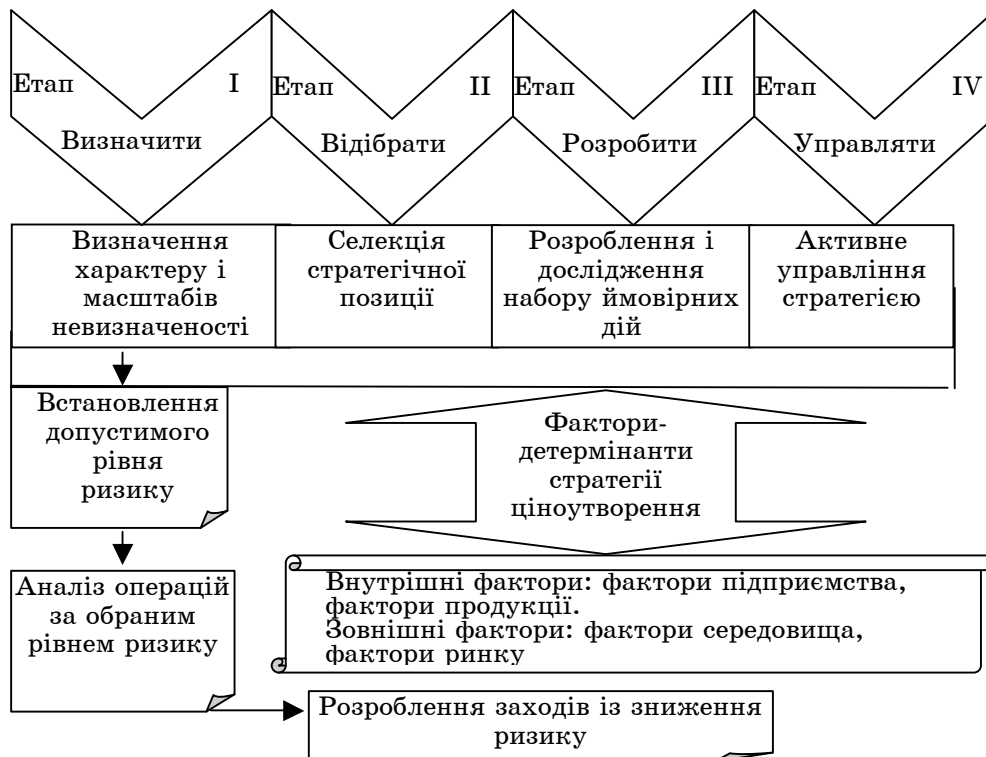 Етап I
Визначити
Етап II
Відібрати
Етап III
Розробити
Етап IV
Управляти
Визначення
характеру і
масштабів
невизначеності
Селекція
стратегічної
позиції
Розроблення і
дослідження
набору ймовірних
дій
Активне
управління
стратегією
Встановлення
допустимого
рівня
ризику
Фактори-
детермінанти
стратегії
ціноутворення
Аналіз операцій
за обраним
рівнем ризику
Внутрішні фактори: фактори підприємства,
фактори продукції.
Зовнішні фактори: фактори середовища,
фактори ринку
Розроблення заходів із зниження
ризику